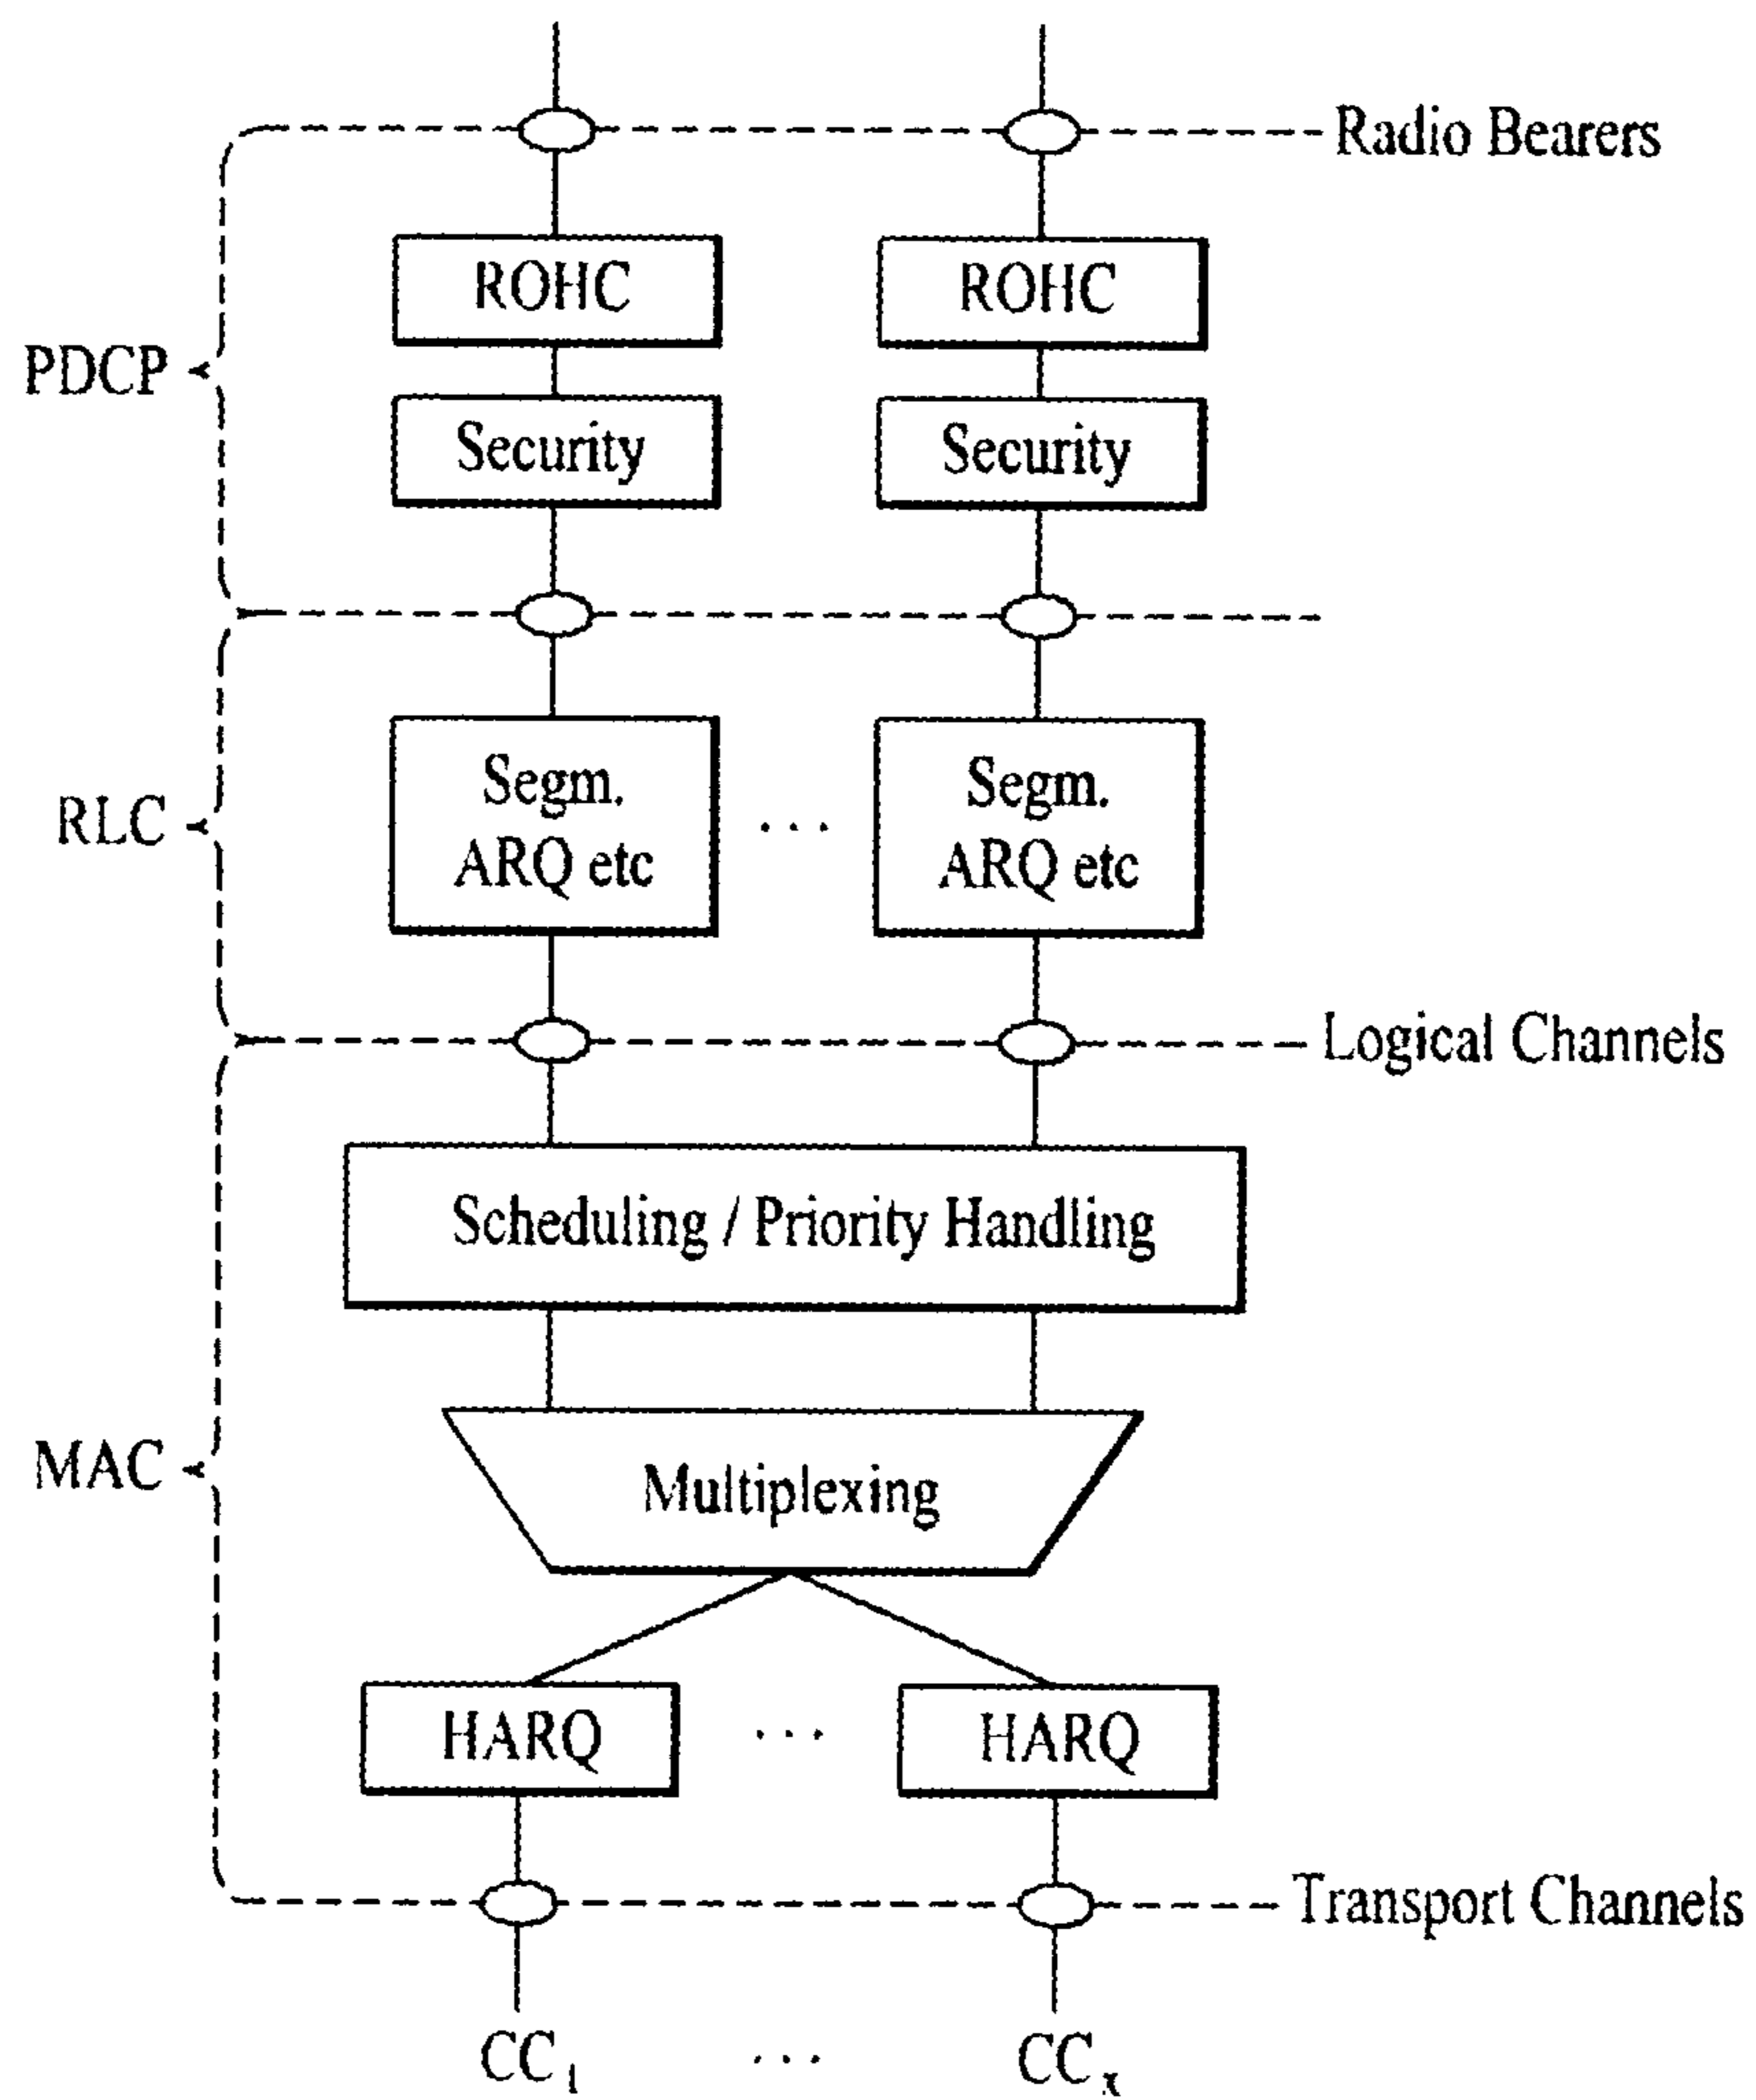 Radio Bearers
ROHC
ROHC
PDCP
Security
Security
Segm.
ARQ etc
...
Segm.
ARQ etc
RLC
Logical Channels
Scheduling / Priority Handling
MAC
Multiplexing
HARQ
...
HARQ
Transport Channels
CC1
...
CCx